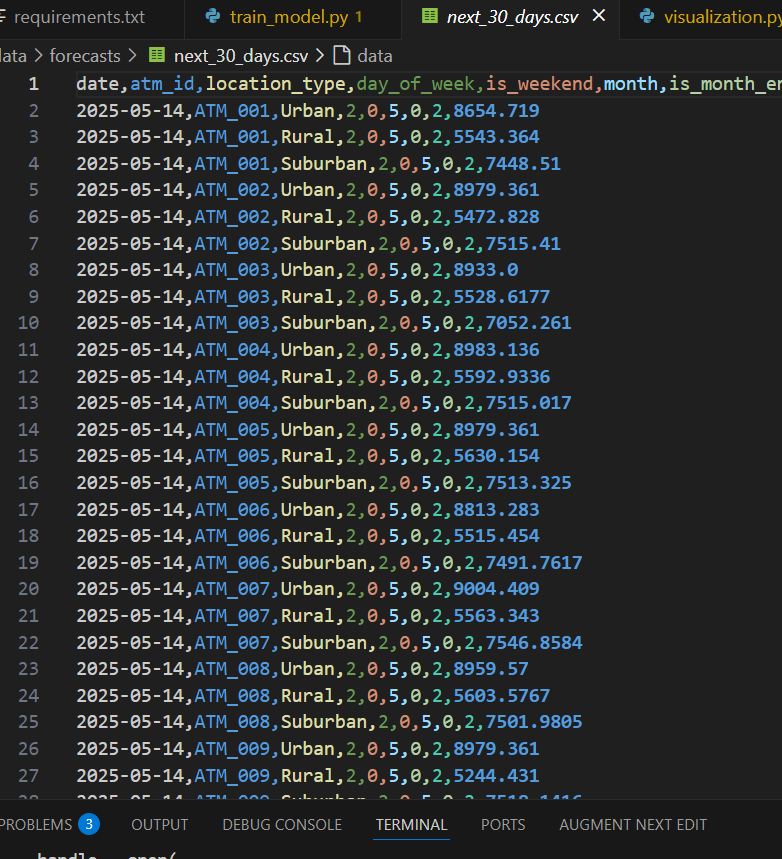 requirements.txt train_model.py 1 next_30_days.csv visualization.py
data > forecasts > next_30_days.csv > data
1 date,atm_id,location_type,day_of_week,is_weekend,month,is_month_en
2 2025-05-14,ATM_001,Urban,2,0,5,0,2,8654.719
3 2025-05-14,ATM_001,Rural,2,0,5,0,2,5543.364
4 2025-05-14,ATM_001,Suburban,2,0,5,0,2,7448.51
5 2025-05-14,ATM_002,Urban,2,0,5,0,2,8979.361
6 2025-05-14,ATM_002,Rural,2,0,5,0,2,5472.828
7 2025-05-14,ATM_002,Suburban,2,0,5,0,2,7515.41
8 2025-05-14,ATM_003,Urban,2,0,5,0,2,8933.0
9 2025-05-14,ATM_003,Rural,2,0,5,0,2,5528.6177
10 2025-05-14,ATM_003,Suburban,2,0,5,0,2,7052.261
11 2025-05-14,ATM_004,Urban,2,0,5,0,2,8983.136
12 2025-05-14,ATM_004,Rural,2,0,5,0,2,5592.9336
13 2025-05-14,ATM_004,Suburban,2,0,5,0,2,7515.017
14 2025-05-14,ATM_005,Urban,2,0,5,0,2,8979.361
15 2025-05-14,ATM_005,Rural,2,0,5,0,2,5630.154
16 2025-05-14,ATM_005,Suburban,2,0,5,0,2,7513.325
17 2025-05-14,ATM_006,Urban,2,0,5,0,2,8813.283
18 2025-05-14,ATM_006,Rural,2,0,5,0,2,5515.454
19 2025-05-14,ATM_006,Suburban,2,0,5,0,2,7491.7617
20 2025-05-14,ATM_007,Urban,2,0,5,0,2,9004.409
21 2025-05-14,ATM_007,Rural,2,0,5,0,2,5563.343
22 2025-05-14,ATM_007,Suburban,2,0,5,0,2,7546.8584
23 2025-05-14,ATM_008,Urban,2,0,5,0,2,8959.57
24 2025-05-14,ATM_008,Rural,2,0,5,0,2,5603.5767
25 2025-05-14,ATM_008,Suburban,2,0,5,0,2,7501.9805
26 2025-05-14,ATM_009,Urban,2,0,5,0,2,8979.361
27 2025-05-14,ATM_009,Rural,2,0,5,0,2,5244.431
PROBLEMS 3 OUTPUT DEBUG CONSOLE TERMINAL PORTS AUGMENT NEXT EDIT